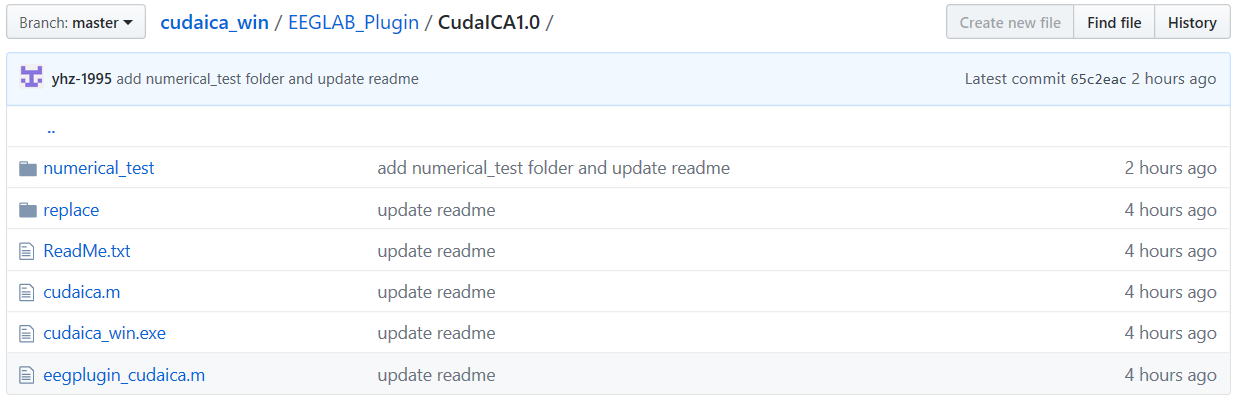 Branch: master cudaica_win / EEGLAB_Plugin / CudaICA1.0 / Create new file Find file History
yhz-1995 add numerical_test folder and update readme Latest commit 65c2eac 2 hours ago
..
numerical_test add numerical_test folder and update readme 2 hours ago
replace update readme 4 hours ago
ReadMe.txt update readme 4 hours ago
cudaica.m update readme 4 hours ago
cudaica_win.exe update readme 4 hours ago
eegplugin_cudaica.m update readme 4 hours ago